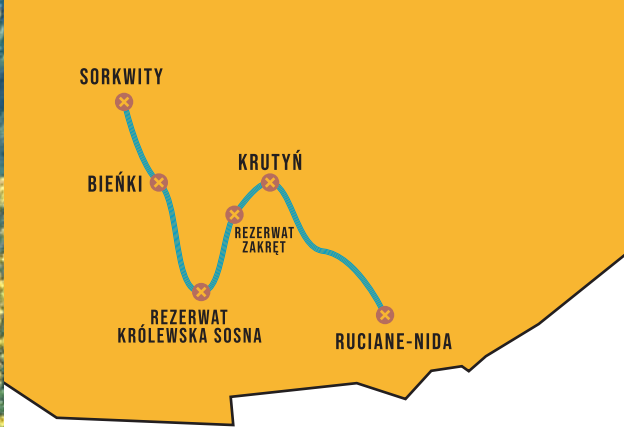 SORKWITY
KRUTYŃ
BIEŃKI
REZERWAT
ZAKRĘT
REZERWAT
KRÓLEWSKA SOSNA
RUCIANE-NIDA